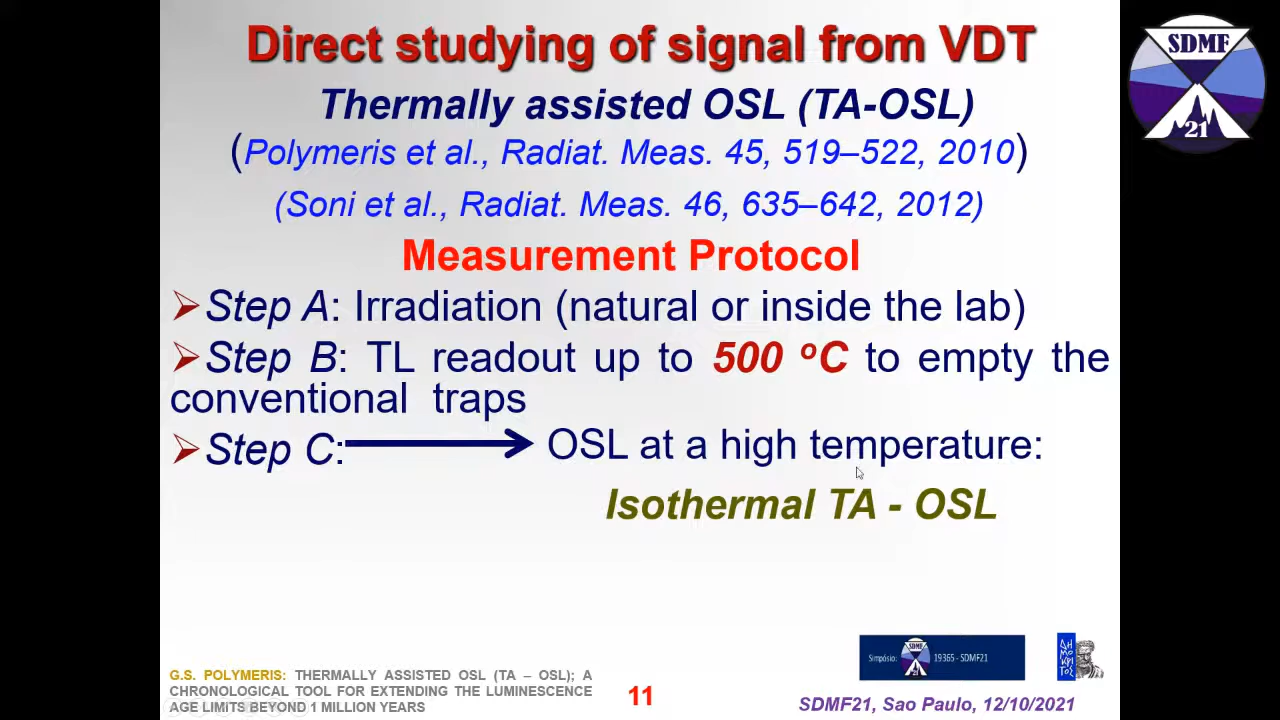 Direct studying of signal from VDT
SDMF
21
Thermally assisted OSL (TA-OSL)
(Polymeris et al., Radiat. Meas. 45, 519–522, 2010)
(Soni et al., Radiat. Meas. 46, 635–642, 2012)
Measurement Protocol
➢Step A: Irradiation (natural or inside the lab)
➢Step B: TL readout up to 500 ºC to empty the
conventional traps
➢Step C: OSL at a high temperature:
Isothermal TA - OSL
Simpósio: 19365 - SDMF21
ΔΗ
ΜΟ
ΚΡΙ
ΤΟΣ
G.S. POLYMERIS: THERMALLY ASSISTED OSL (TA – OSL); A
CHRONOLOGICAL TOOL FOR EXTENDING THE LUMINESCENCE
AGE LIMITS BEYOND 1 MILLION YEARS
11
SDMF21, Sao Paulo, 12/10/2021